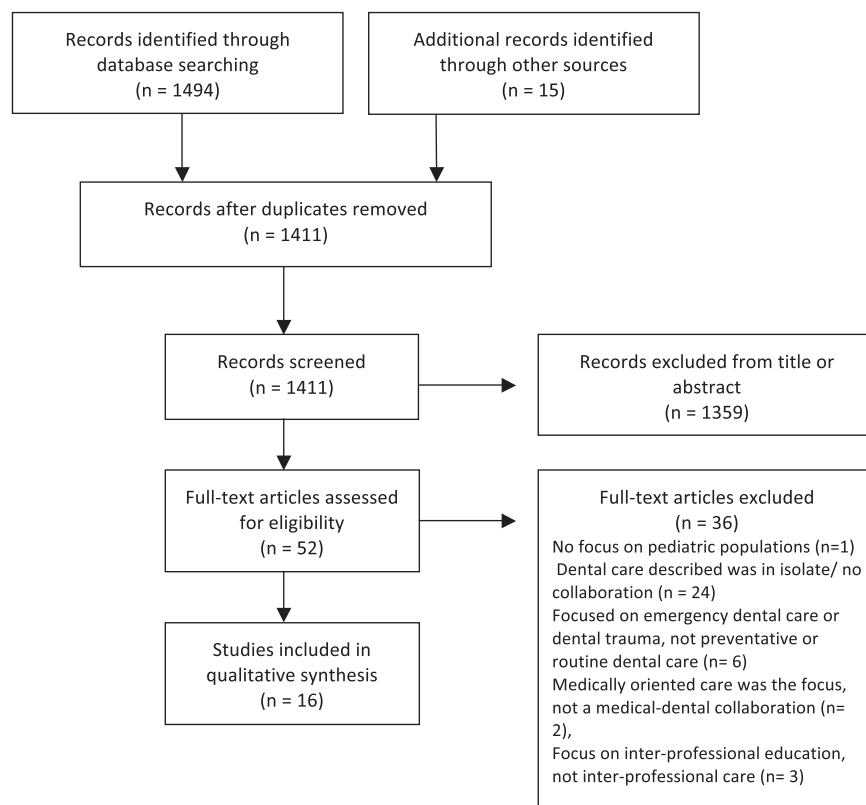 Records identified through
database searching
(n = 1494)
Additional records identified
through other sources
(n = 15)
Records after duplicates removed
(n = 1411)
Records screened
(n = 1411)
Records excluded from title or
abstract
(n = 1359)
Full-text articles assessed
for eligibility
(n = 52)
Full-text articles excluded
(n = 36)
No focus on pediatric populations (n=1)
Dental care described was in isolate/ no
collaboration (n = 24)
Focused on emergency dental care or
dental trauma, not preventative or
routine dental care (n= 6)
Medically oriented care was the focus,
not a medical-dental collaboration (n=
2),
Focus on inter-professional education,
not inter-professional care (n= 3)
Studies included in
qualitative synthesis
(n = 16)